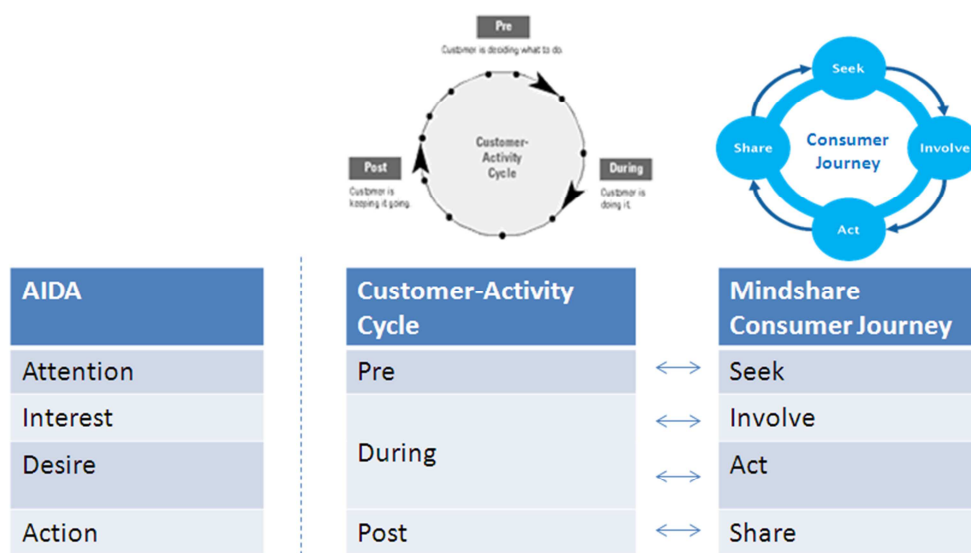 Pre
Customer is deciding what to do.
Customer-
Activity
Cycle
Post
Customer is
keeping it going.
During
Customer is
doing it.
Seek
Share
Consumer
Journey
Involve
Act
AIDA
Attention
Interest
Desire
Action
Customer-Activity
Cycle
Pre
During
Post
Mindshare
Consumer Journey
Seek
Involve
Act
Share